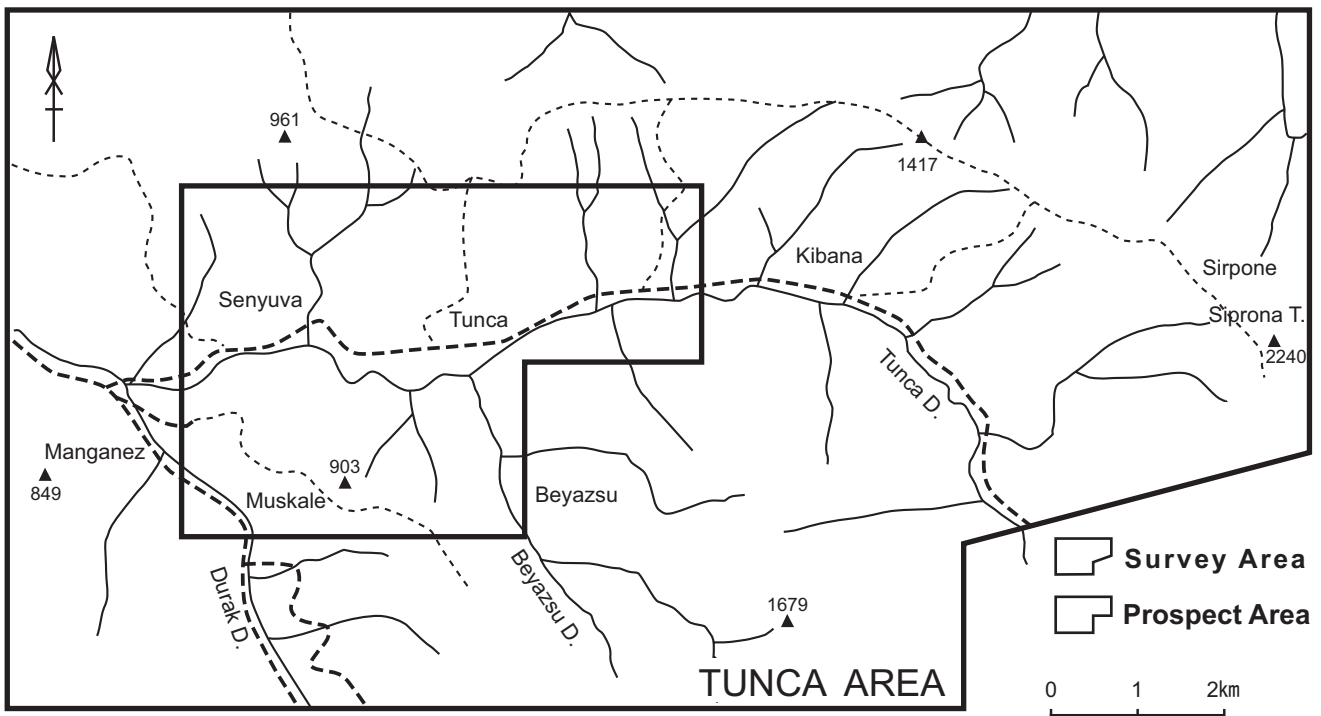 961
1417
Kibana
Sirpone
Senyuva
Tunca
Siprona T.
2240
Tunca D.
Manganez
849
903
Muskale
Beyazsu
Durak D.
Beyazsu D.
1679
Survey Area
Prospect Area
TUNCA AREA
0 1 2km